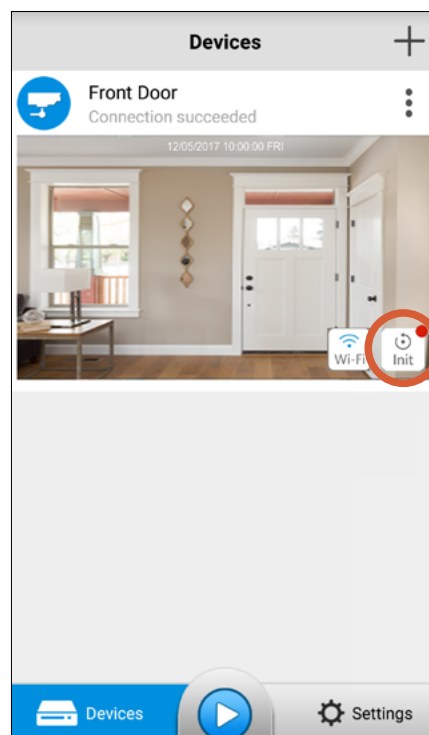 Devices
Front Door
Connection succeeded
12/05/2017 10:00:00 FRI
Wi-Fi
Init
Devices
Settings